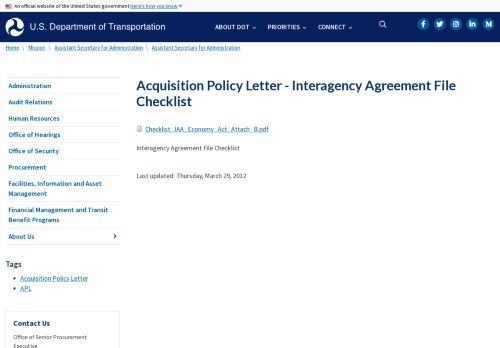 An official website of the United States government Here's how you know
U.S. Department of Transportation
ABOUT DOT
PRIORITIES
CONNECT
Home \ Mission \ Assistant Secretary for Administration \ Assistant Secretary for Administration
Administration
Audit Relations
Human Resources
Office of Hearings
Office of Security
Procurement
Facilities, Information and Asset
Management
Financial Management and Transit
Benefit Programs
About Us
Tags
Acquisition Policy Letter
APL
Contact Us
Office of Senior Procurement
Executive
Acquisition Policy Letter - Interagency Agreement File
Checklist
Checklist_IAA_Economy_Act_Attach_B.pdf
Interagency Agreement File Checklist
Last updated: Thursday, March 29, 2012